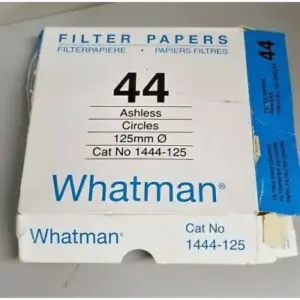 FILTER PAPERS
FILTERPAPIERE • PAPIERS FILTRES
44
Ashless
Circles
125mm Ø
Cat No 1444-125
Whatman®
Whatman®
Cat No
1444-125
44